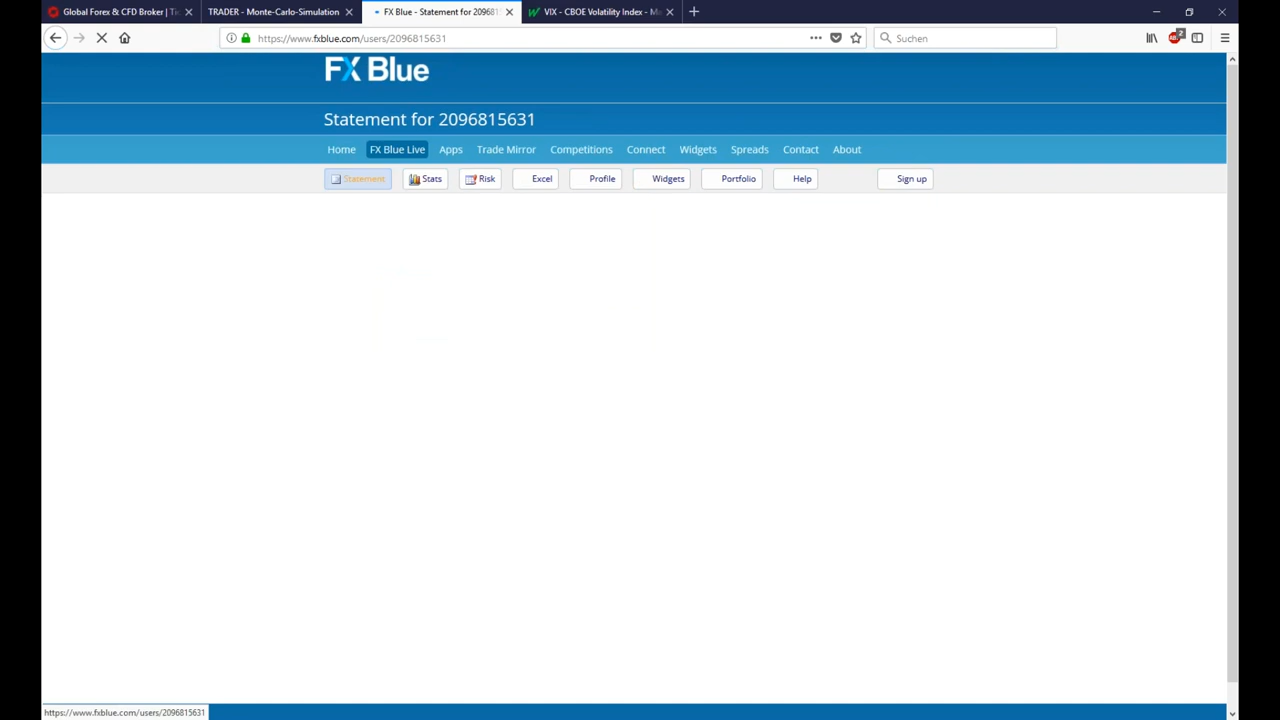 Global Forex & CFD Broker | Ti
TRADER - Monte-Carlo-Simulation
FX Blue - Statement for 209681
VIX - CBOE Volatility Index - Ma
https://www.fxblue.com/users/2096815631
Suchen
2
FX Blue
Statement for 2096815631
Home FX Blue Live Apps Trade Mirror Competitions Connect Widgets Spreads Contact About
Statement Stats Risk Excel Profile Widgets Portfolio Help Sign up
https://www.fxblue.com/users/2096815631